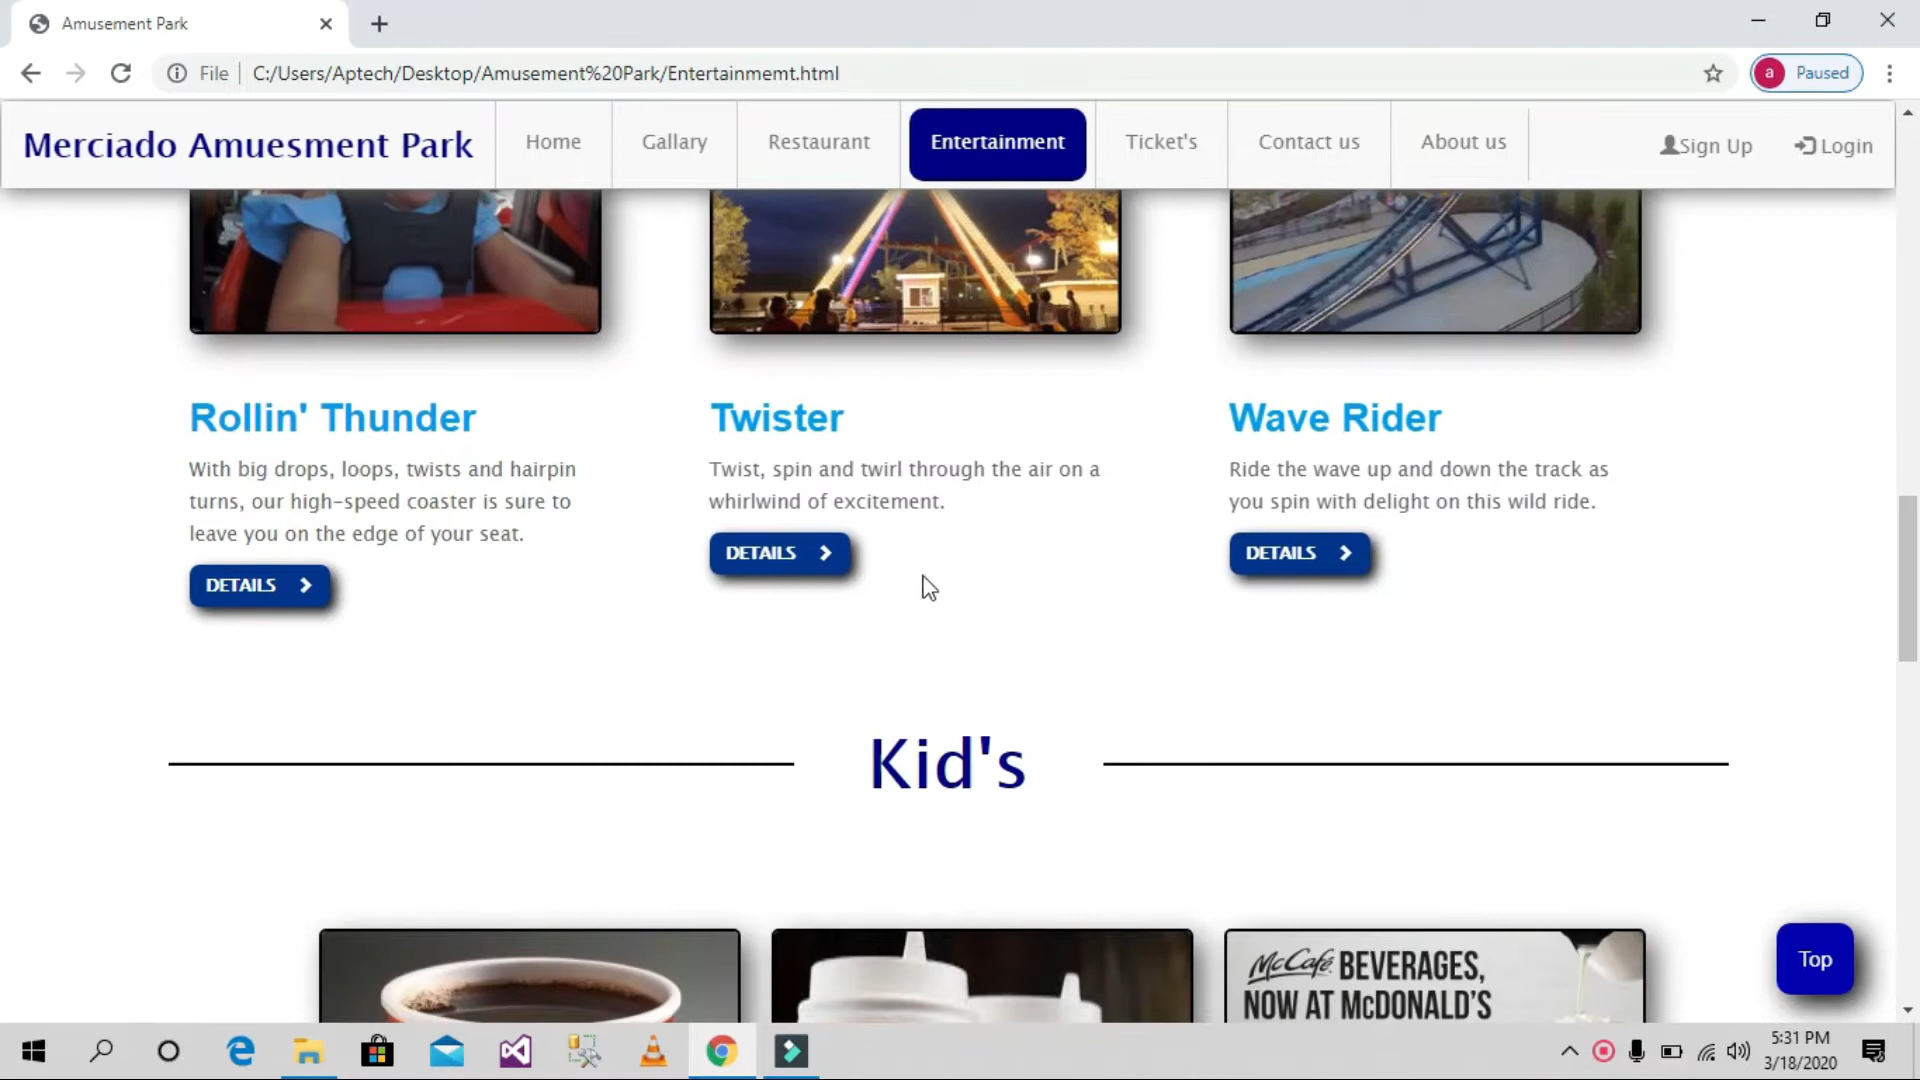 Amusement Park
File
C:/Users/Aptech/Desktop/Amusement%20Park/Entertainmemt.html
a
Paused
Merciado Amuesment Park
Home
Gallary
Restaurant
Entertainment
Ticket's
Contact us
About us
Sign Up
Login
Rollin' Thunder
With big drops, loops, twists and hairpin
turns, our high-speed coaster is sure to
leave you on the edge of your seat.
DETAILS
Twister
Twist, spin and twirl through the air on a
whirlwind of excitement.
DETAILS
Wave Rider
Ride the wave up and down the track as
you spin with delight on this wild ride.
DETAILS
Kid's
McCafé BEVERAGES,
NOW AT McDONALD'S
Top
5:31 PM
3/18/2020